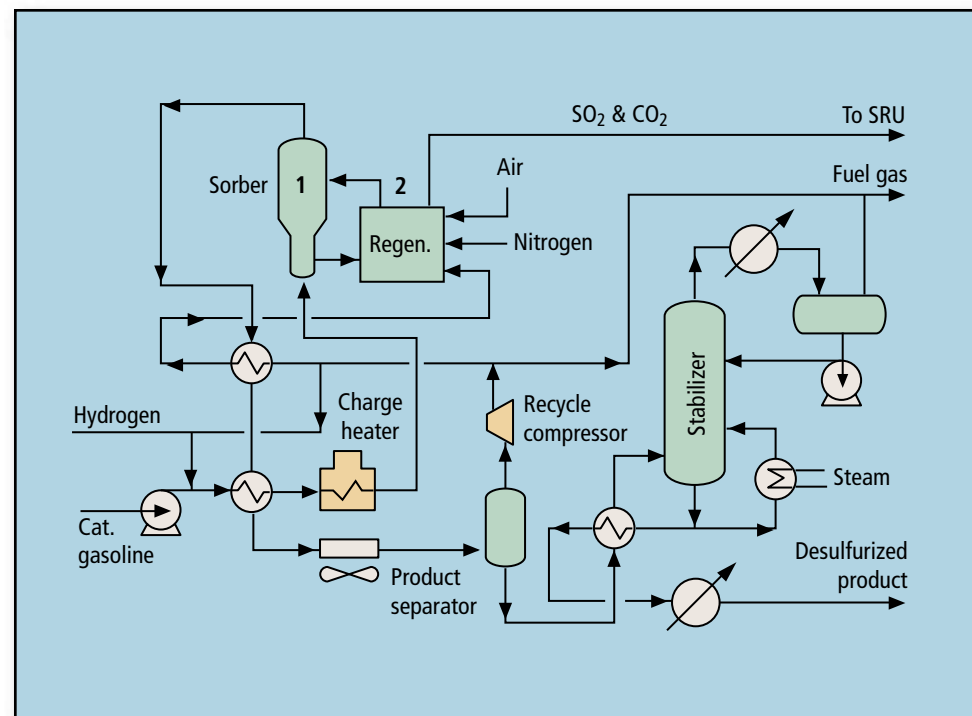 SO₂ & CO₂
To SRU
Air
Fuel gas
Sorber
1
2
Regen.
Nitrogen
Stabilizer
Hydrogen
Charge
heater
Recycle
compressor
Steam
Cat.
gasoline
Product
separator
Desulfurized
product